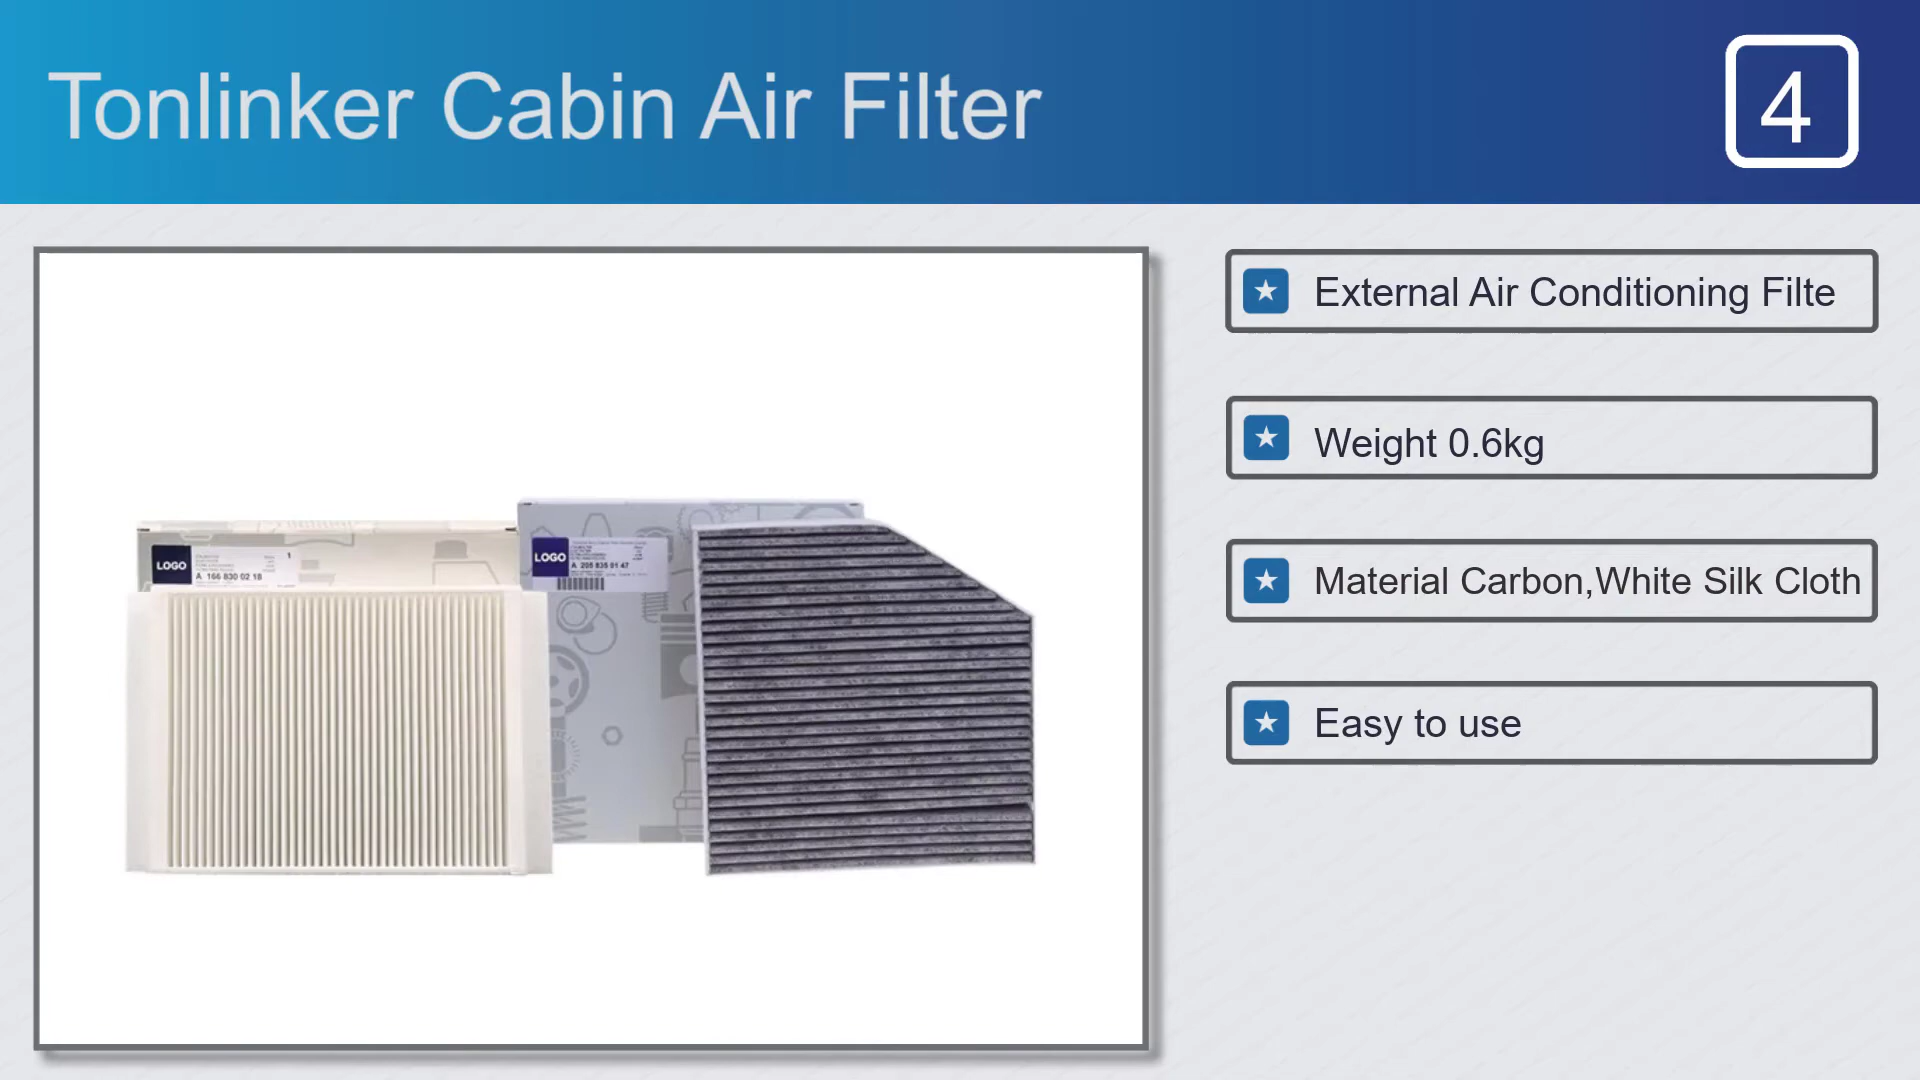 Tonlinker Cabin Air Filter
4
External Air Conditioning Filte
Weight 0.6kg
Material Carbon,White Silk Cloth
Easy to use
LOGO
1
A 166 830 02 18
LOGO
A 205 835 01 47